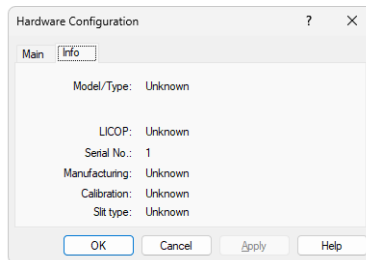 Hardware Configuration ? ×
Main Info
Model/Type: Unknown
LICOP: Unknown
Serial No.: 1
Manufacturing: Unknown
Calibration: Unknown
Slit type: Unknown
OK Cancel Apply Help